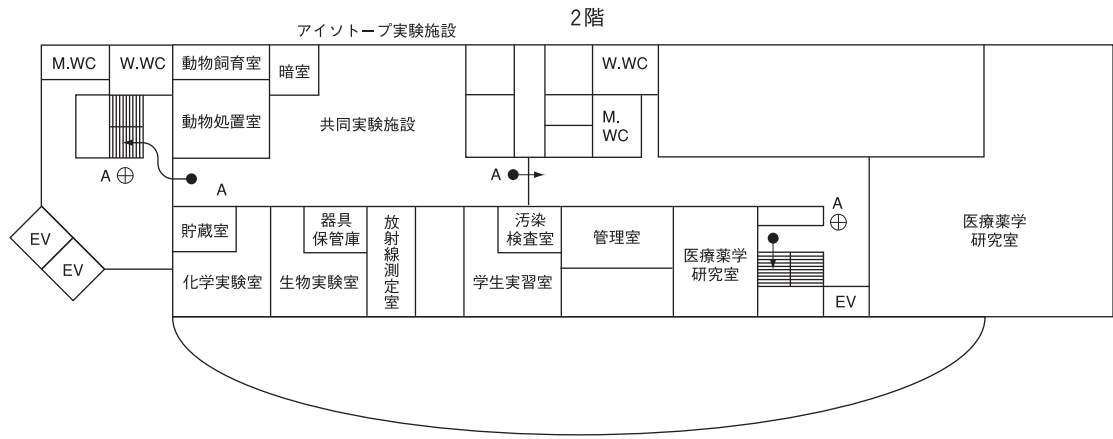 2階
アイソトープ実験施設
M.WC
W.WC
動物飼育室
暗室
W.WC
動物処置室
共同実験施設
M.
WC
A
A
A
A
貯蔵室
器具
保管庫
放射線測定室
汚染
検査室
管理室
医療薬学
研究室
医療薬学
研究室
EV
EV
化学実験室
生物実験室
学生実習室
EV